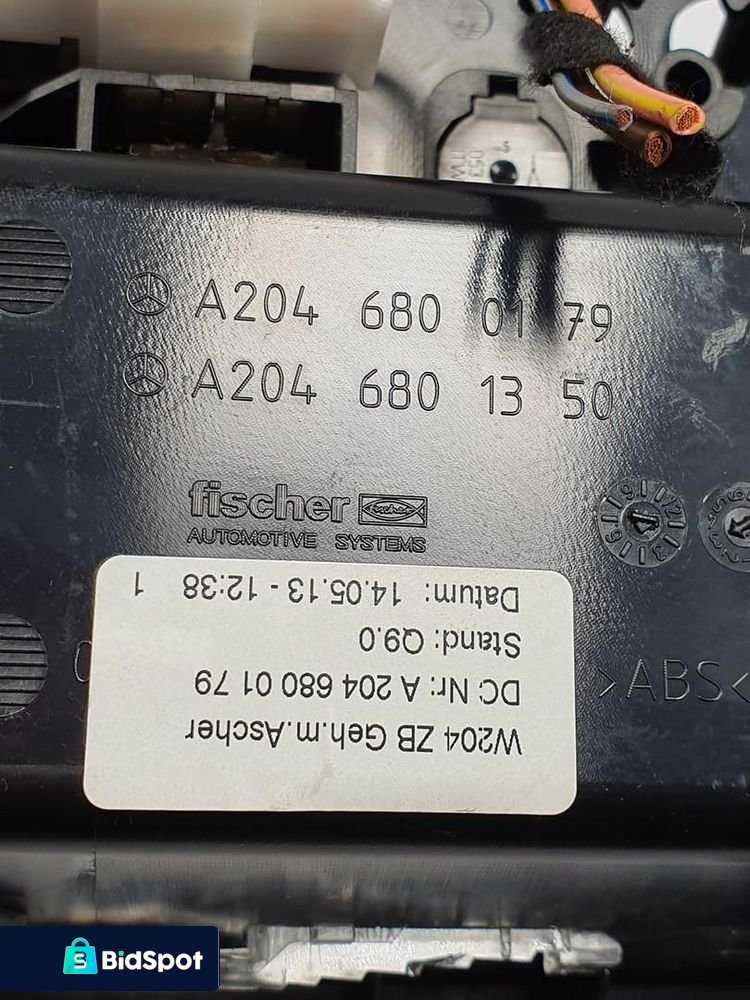 A204 680 01 79
A204 680 13 50
fischer
AUTOMOTIVE SYSTEMS
>ABS<
W204 ZB Geh.m.Ascher
DC Nr.: A 204 680 01 79
Stand: Q9.0
Datum: 14.05.13 - 12:38 1
BidSpot